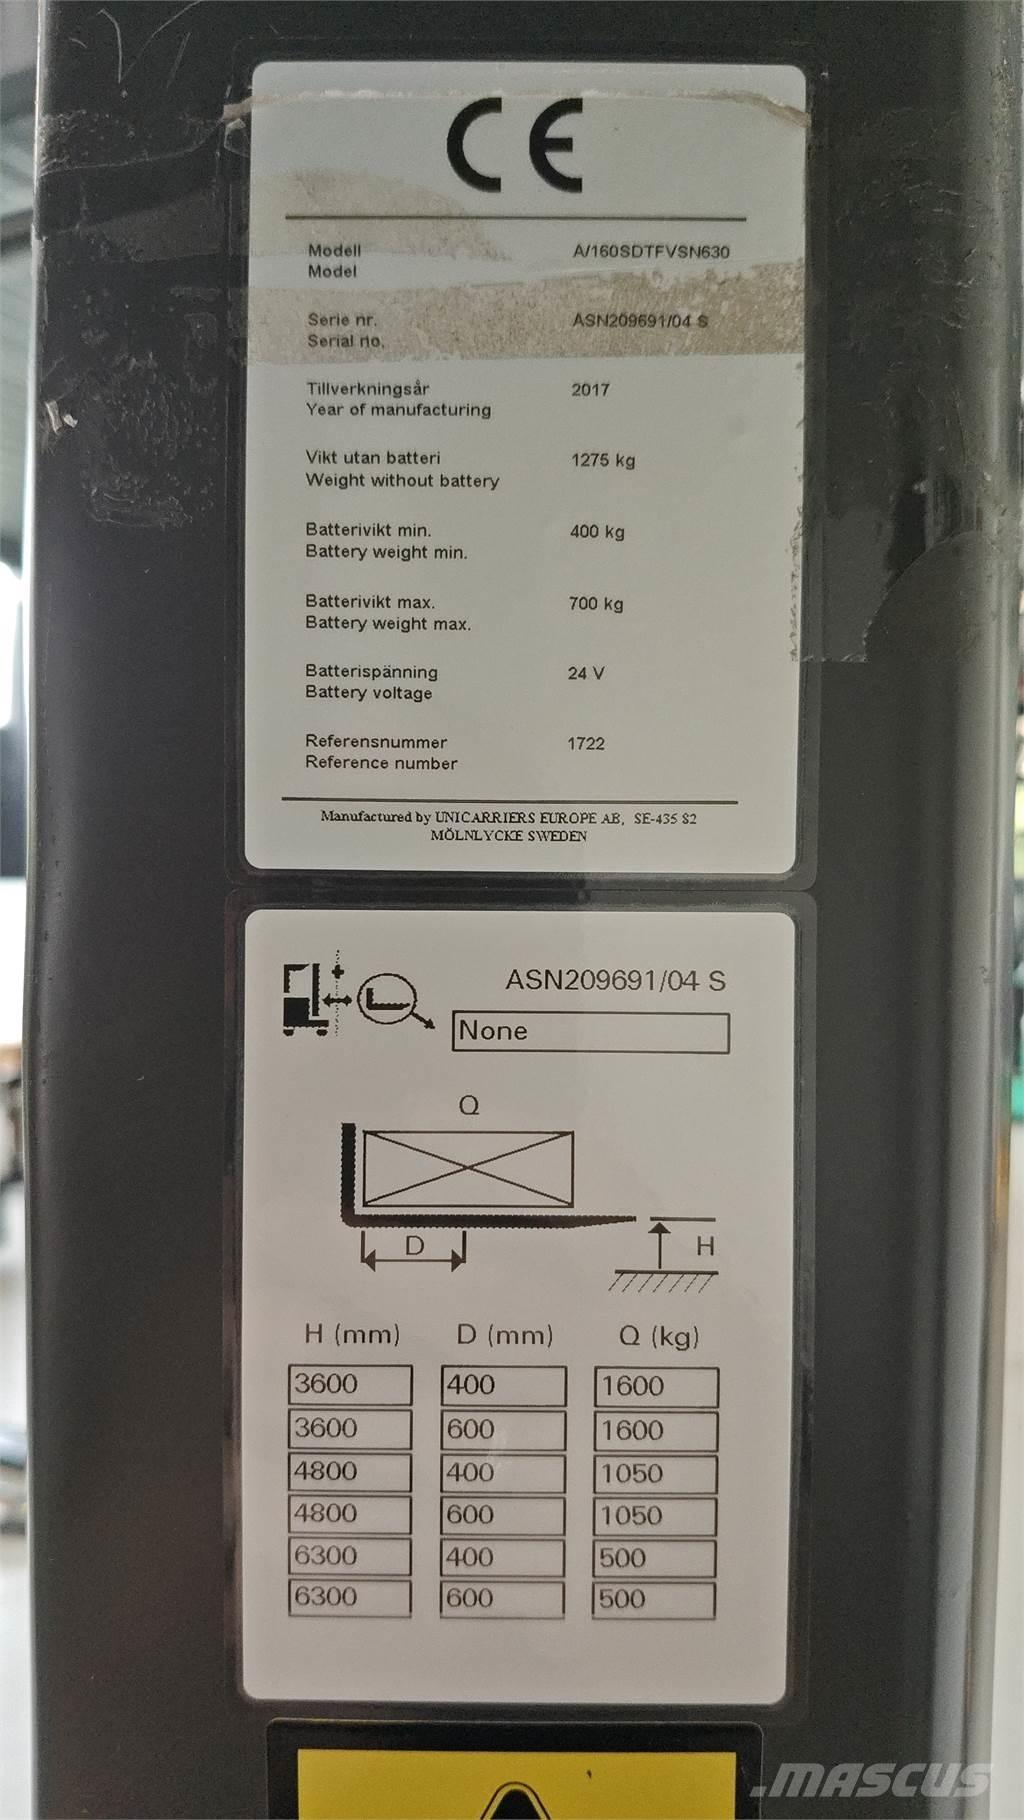 CE
Modell A/160SDTFVSN630
Model
Serie nr. ASN209691/04 S
Serial no.
Tillverkningsår 2017
Year of manufacturing
Vikt utan batteri 1275 kg
Weight without battery
Batterivikt min. 400 kg
Battery weight min.
Batterivikt max. 700 kg
Battery weight max.
Batterispänning 24 V
Battery voltage
Referensnummer 1722
Reference number
Manufactured by UNICARRIERS EUROPE AB, SE-435 82
MÖLNLYCKE SWEDEN
ASN209691/04 S
None
Q
D
H
H (mm) D (mm) Q (kg)
3600 400 1600
3600 600 1600
4800 400 1050
4800 600 1050
6300 400 500
6300 600 500
.MASCUS